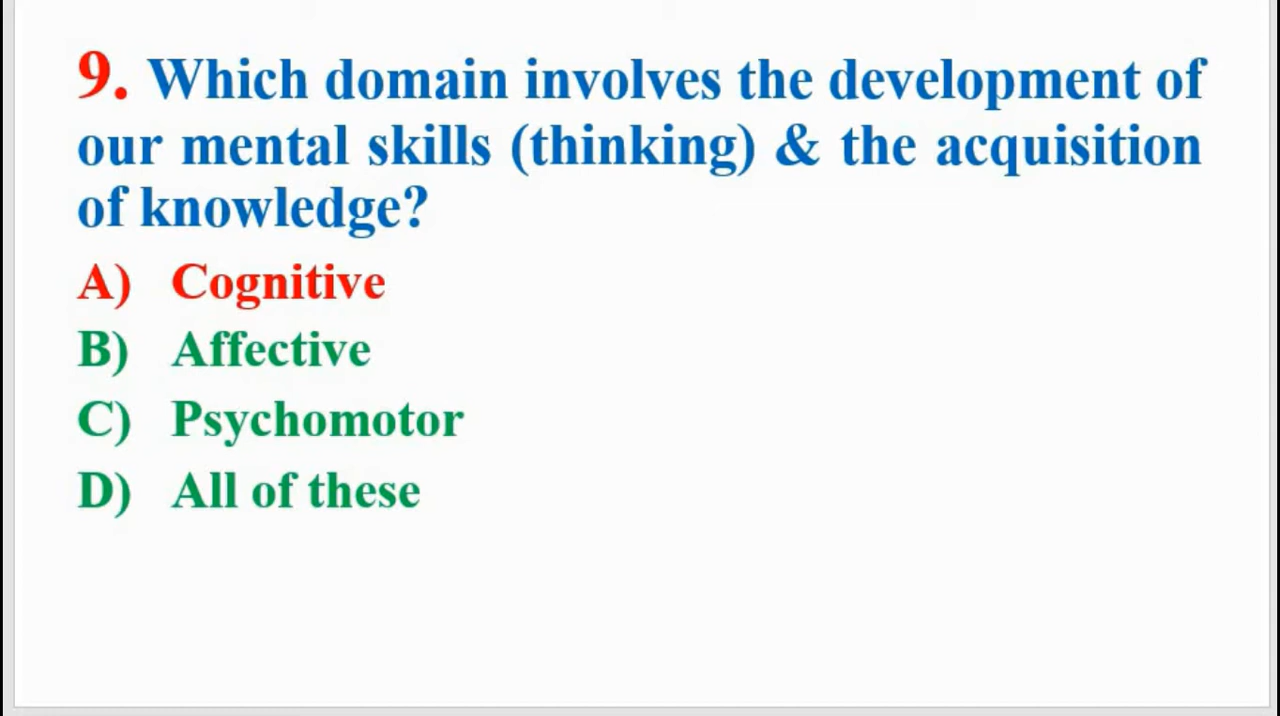 9. Which domain involves the development of
our mental skills (thinking) & the acquisition
of knowledge?
A) Cognitive
B) Affective
C) Psychomotor
D) All of these